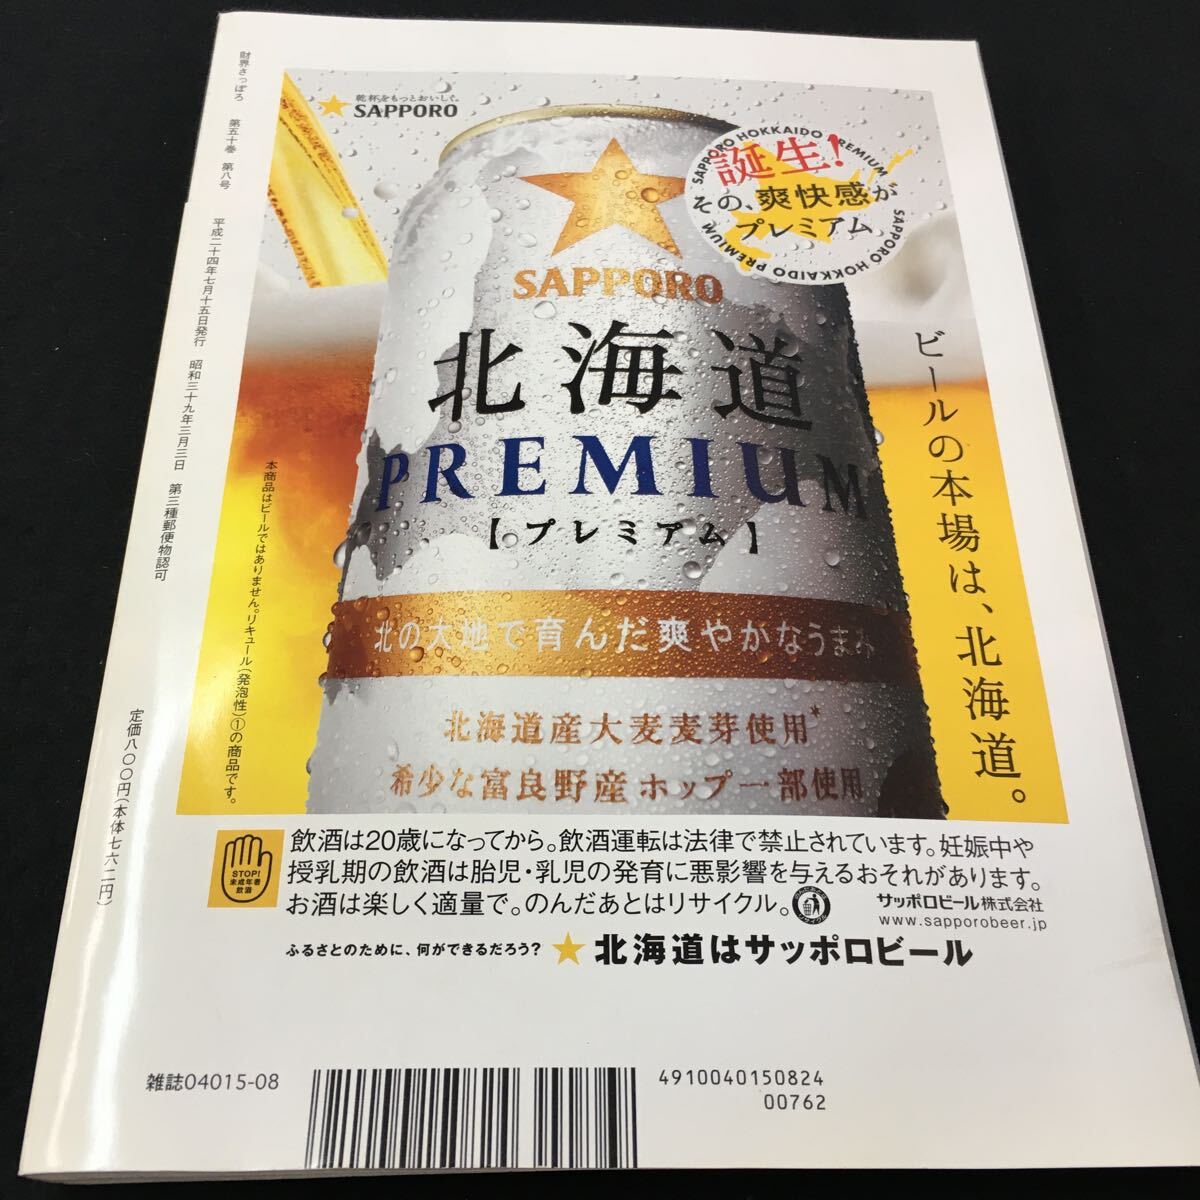 財界さっぽろ 第五十巻 第八号 平成二十四年七月十五日発行 昭和三十九年三月三日 第三種郵便物認可
定価八〇〇円(本体七六二円)
乾杯をもっとおいしく。
SAPPORO
SAPPORO HOKKAIDO PREMIUM
SAPPORO HOKKAIDO PREMIUM
誕生!
その、爽快感が
プレミアム
SAPPORO
北海道
PREMIUM
【プレミアム】
北の大地で育んだ爽やかなうまみ
北海道産大麦麦芽使用*
希少な富良野産ホップ一部使用
ビールの本場は、北海道。
本商品はビールではありません。リキュール(発泡性)①の商品です。
STOP!
未成年者
飲酒
飲酒は20歳になってから。飲酒運転は法律で禁止されています。妊娠中や
授乳期の飲酒は胎児・乳児の発育に悪影響を与えるおそれがあります。
お酒は楽しく適量で。のんだあとはリサイクル。
サッポロビール株式会社
www.sapporobeer.jp
ふるさとのために、何ができるだろう?
北海道はサッポロビール
雑誌04015-08
4910040150824
00762